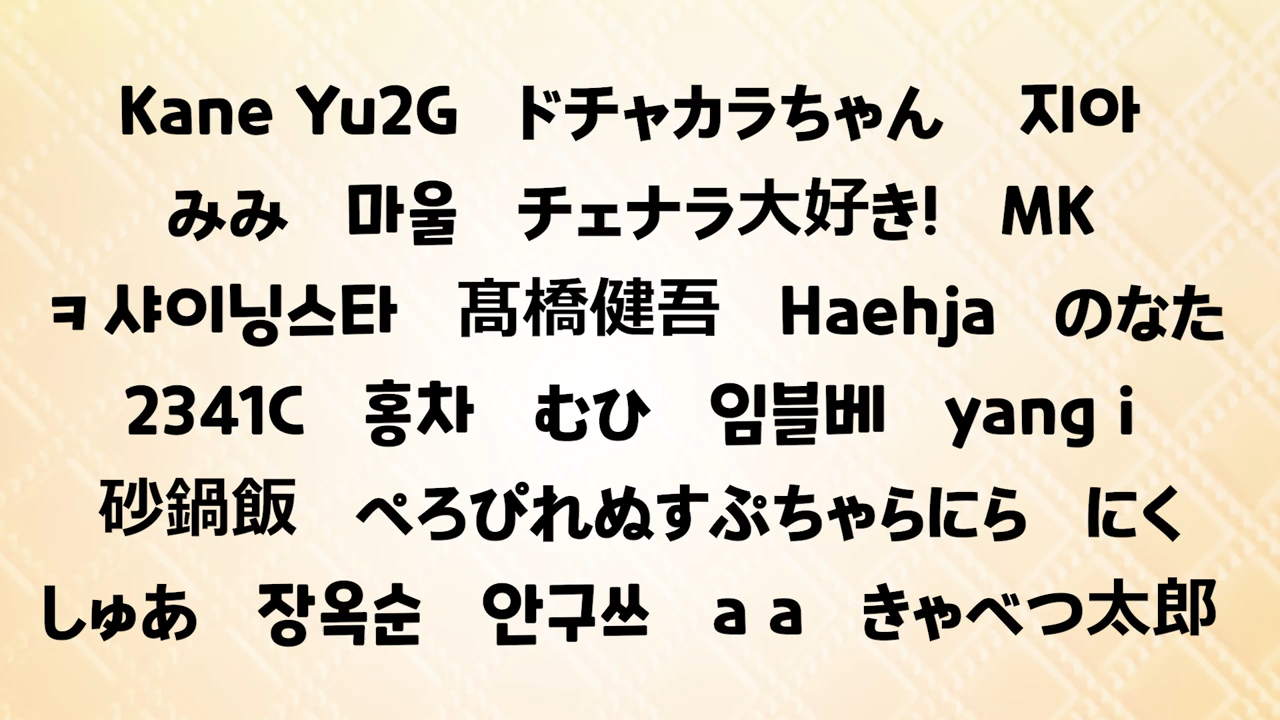 Kane Yu2G ドチャカラちゃん 지아
みみ 마울 チェナラ大好き! MK
ㅋ샤이닝스타 髙橋健吾 Haehja のなた
2341C 홍차 むひ 임블베 yang i
砂鍋飯 ぺろぴれぬすぷちゃらにら にく
しゅあ 장옥순 안구쓰 a a きゃべつ太郎